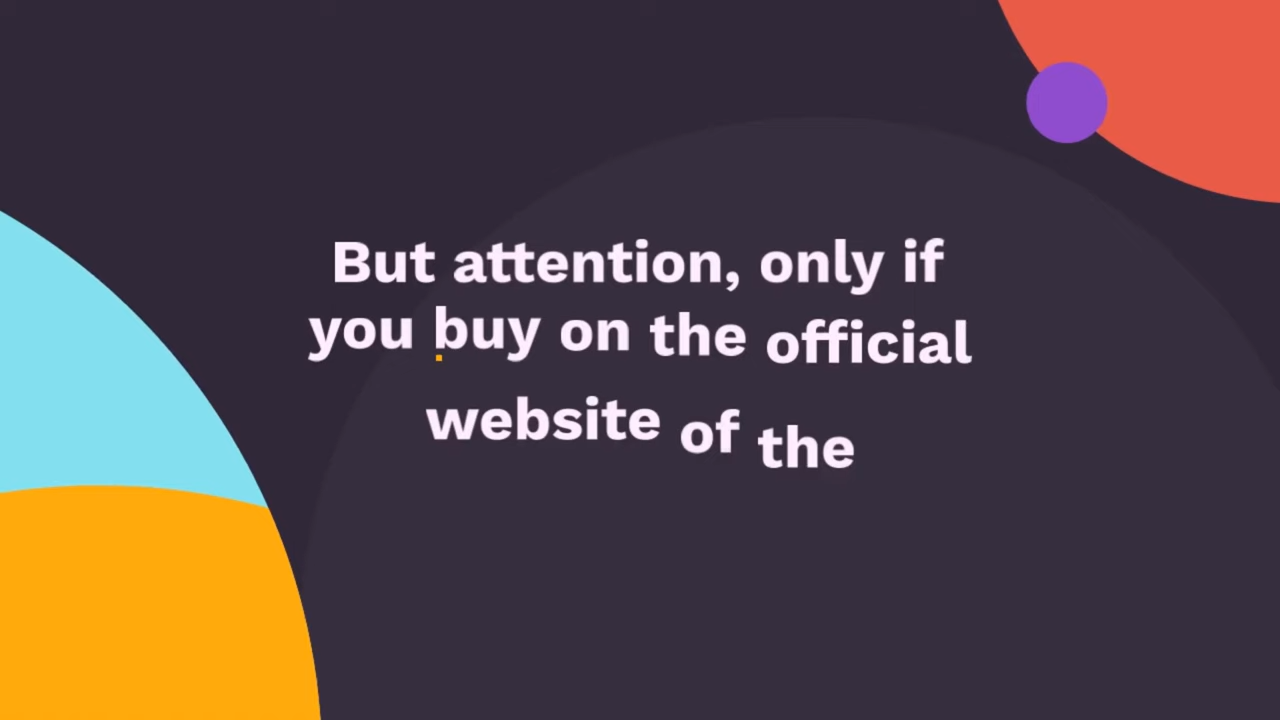 But attention, only if
you buy on the official
website of the